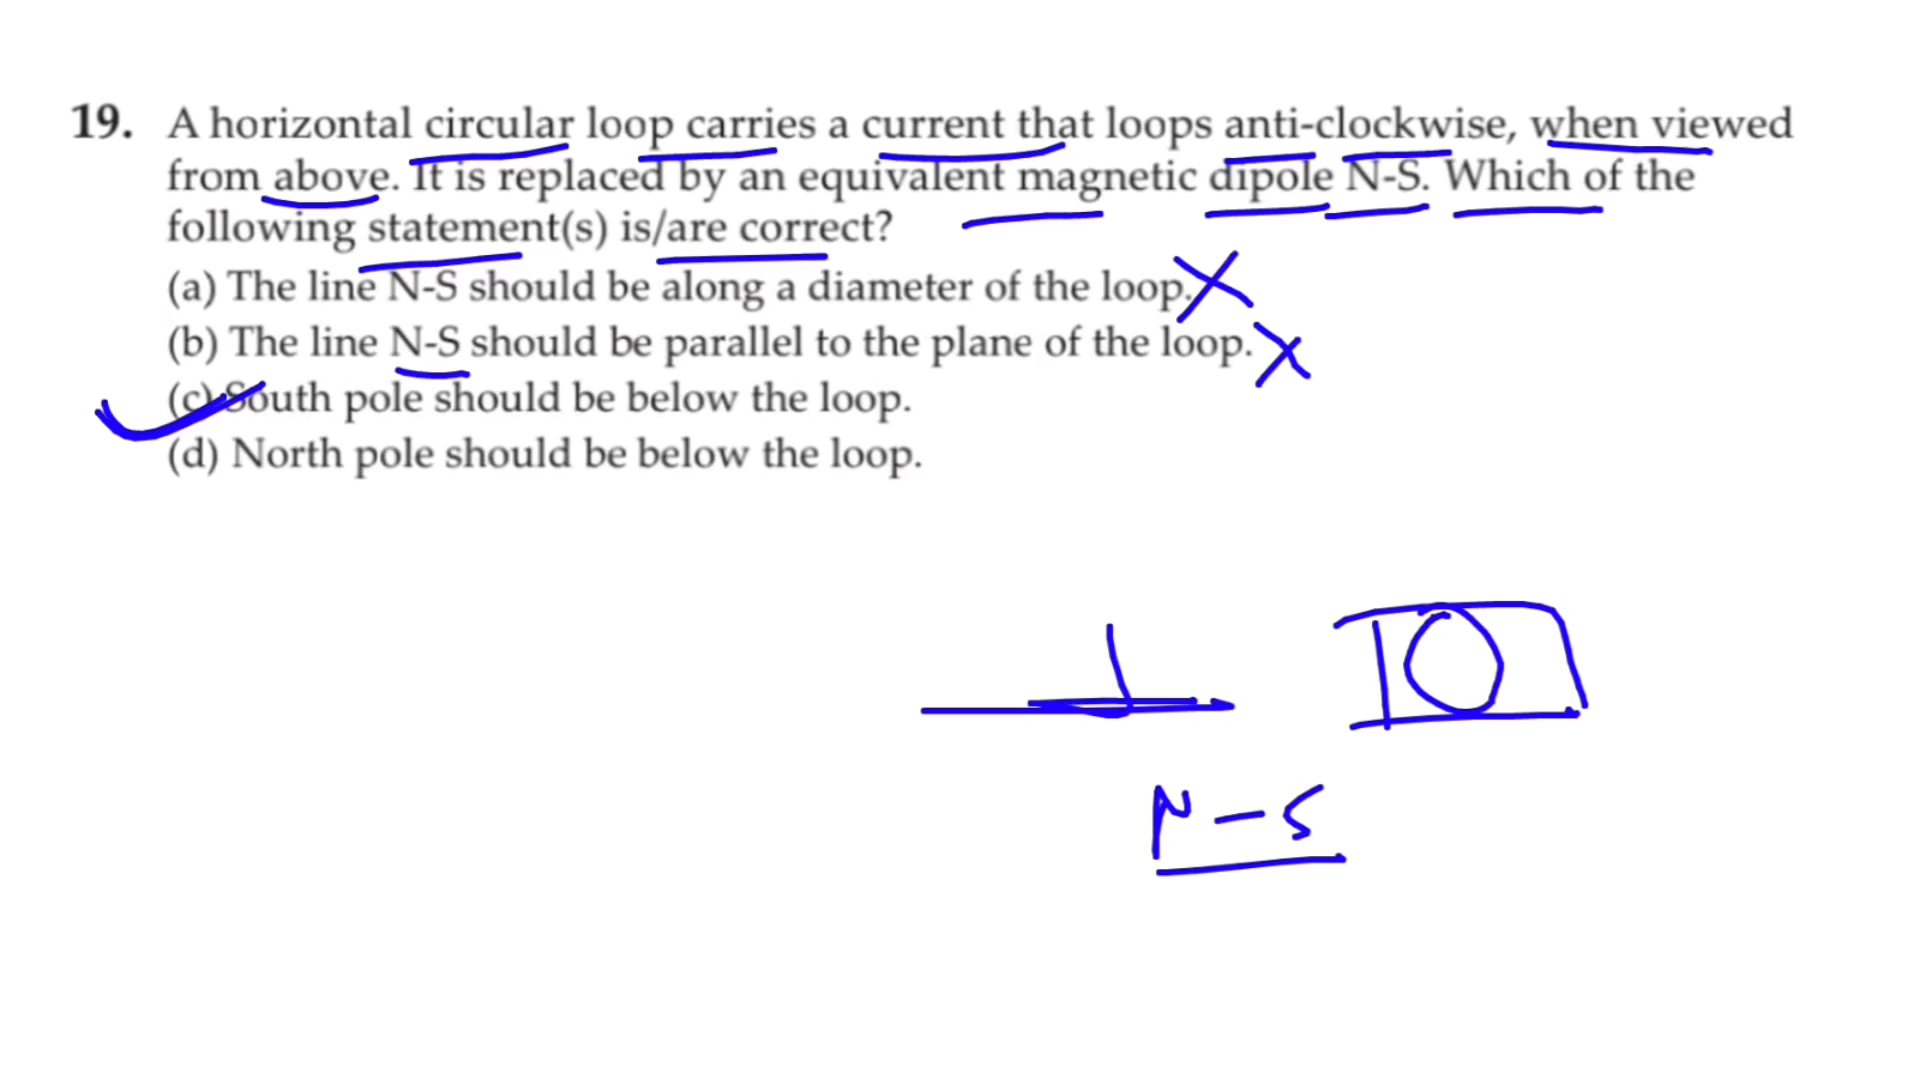 19. A horizontal circular loop carries a current that loops anti-clockwise, when viewed
from above. It is replaced by an equivalent magnetic dipole N-S. Which of the
following statement(s) is/are correct?
(a) The line N-S should be along a diameter of the loop.
(b) The line N-S should be parallel to the plane of the loop.
(c) South pole should be below the loop.
(d) North pole should be below the loop.
N-S